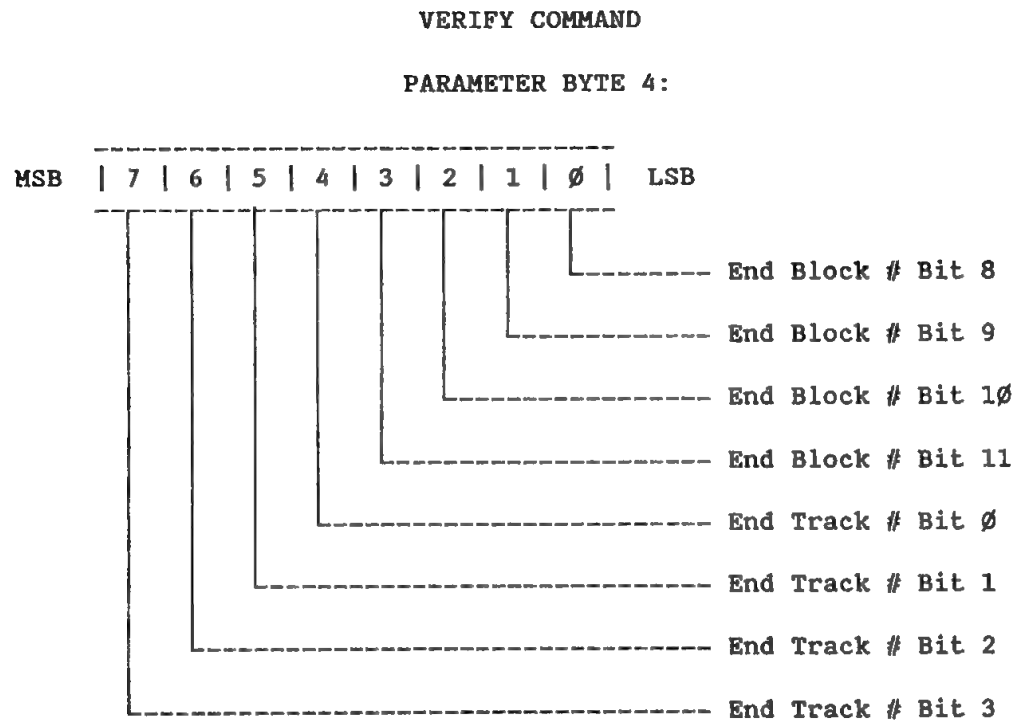 VERIFY COMMAND
PARAMETER BYTE 4:
MSB | 7 | 6 | 5 | 4 | 3 | 2 | 1 | Ø | LSB
End Block # Bit 8
End Block # Bit 9
End Block # Bit 1Ø
End Block # Bit 11
End Track # Bit Ø
End Track # Bit 1
End Track # Bit 2
End Track # Bit 3